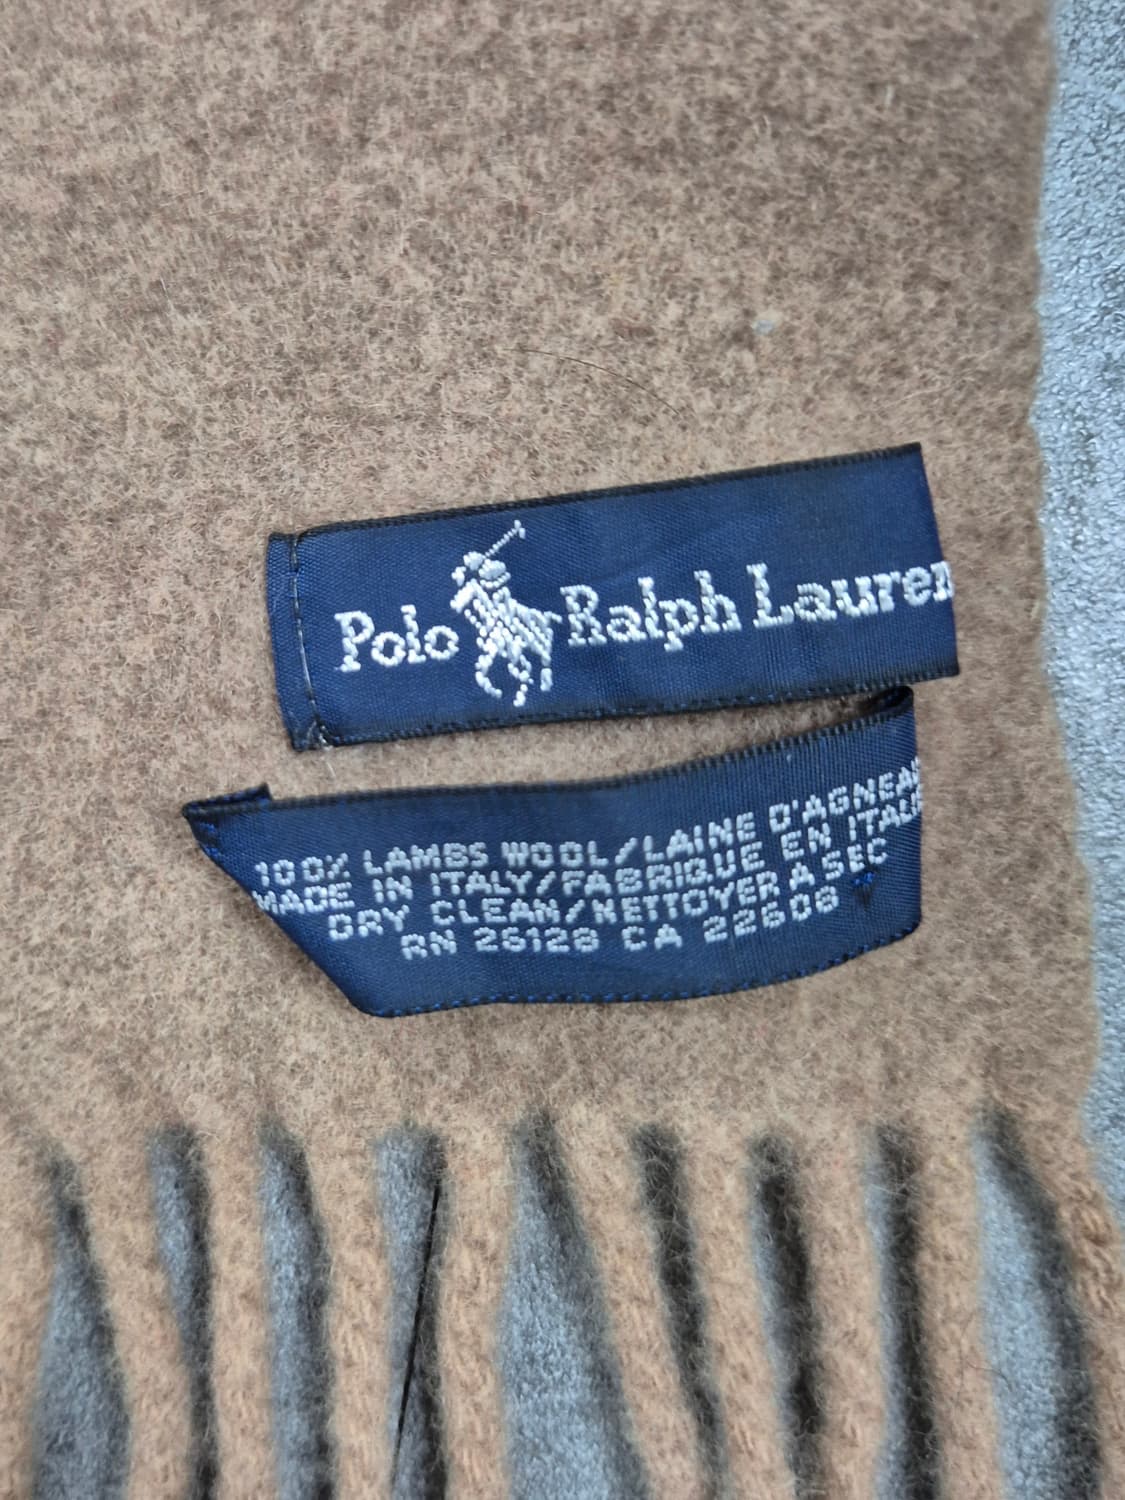 Polo Ralph Lauren
100% LAMBS WOOL/LAINE D'AGNEAU
MADE IN ITALY/FABRIQUE EN ITALI
DRY CLEAN/NETTOYER A SEC
RN 26128 CA 22608